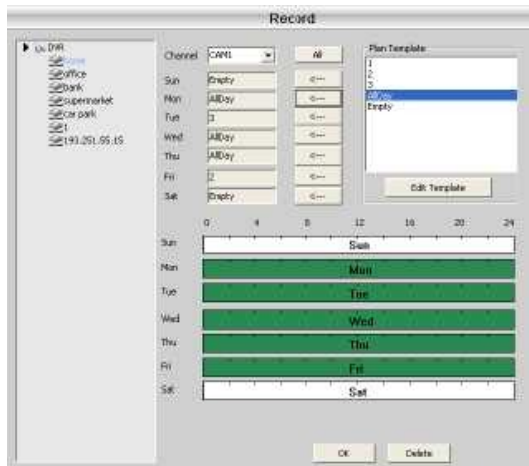 Record
DVR
home
office
bank
supermarket
car park
1
193.251.55.15
Channel CAM1 All
Sun Empty <---
Mon AllDay <---
Tue 3 <---
Wed AllDay <---
Thu AllDay <---
Fri 2 <---
Sat Empty <---
Plan Template
1
2
3
AllDay
Empty
Edit Template
0 4 8 12 16 20 24
Sun Sun
Mon Mon
Tue Tue
Wed Wed
Thu Thu
Fri Fri
Sat Sat
OK Delete